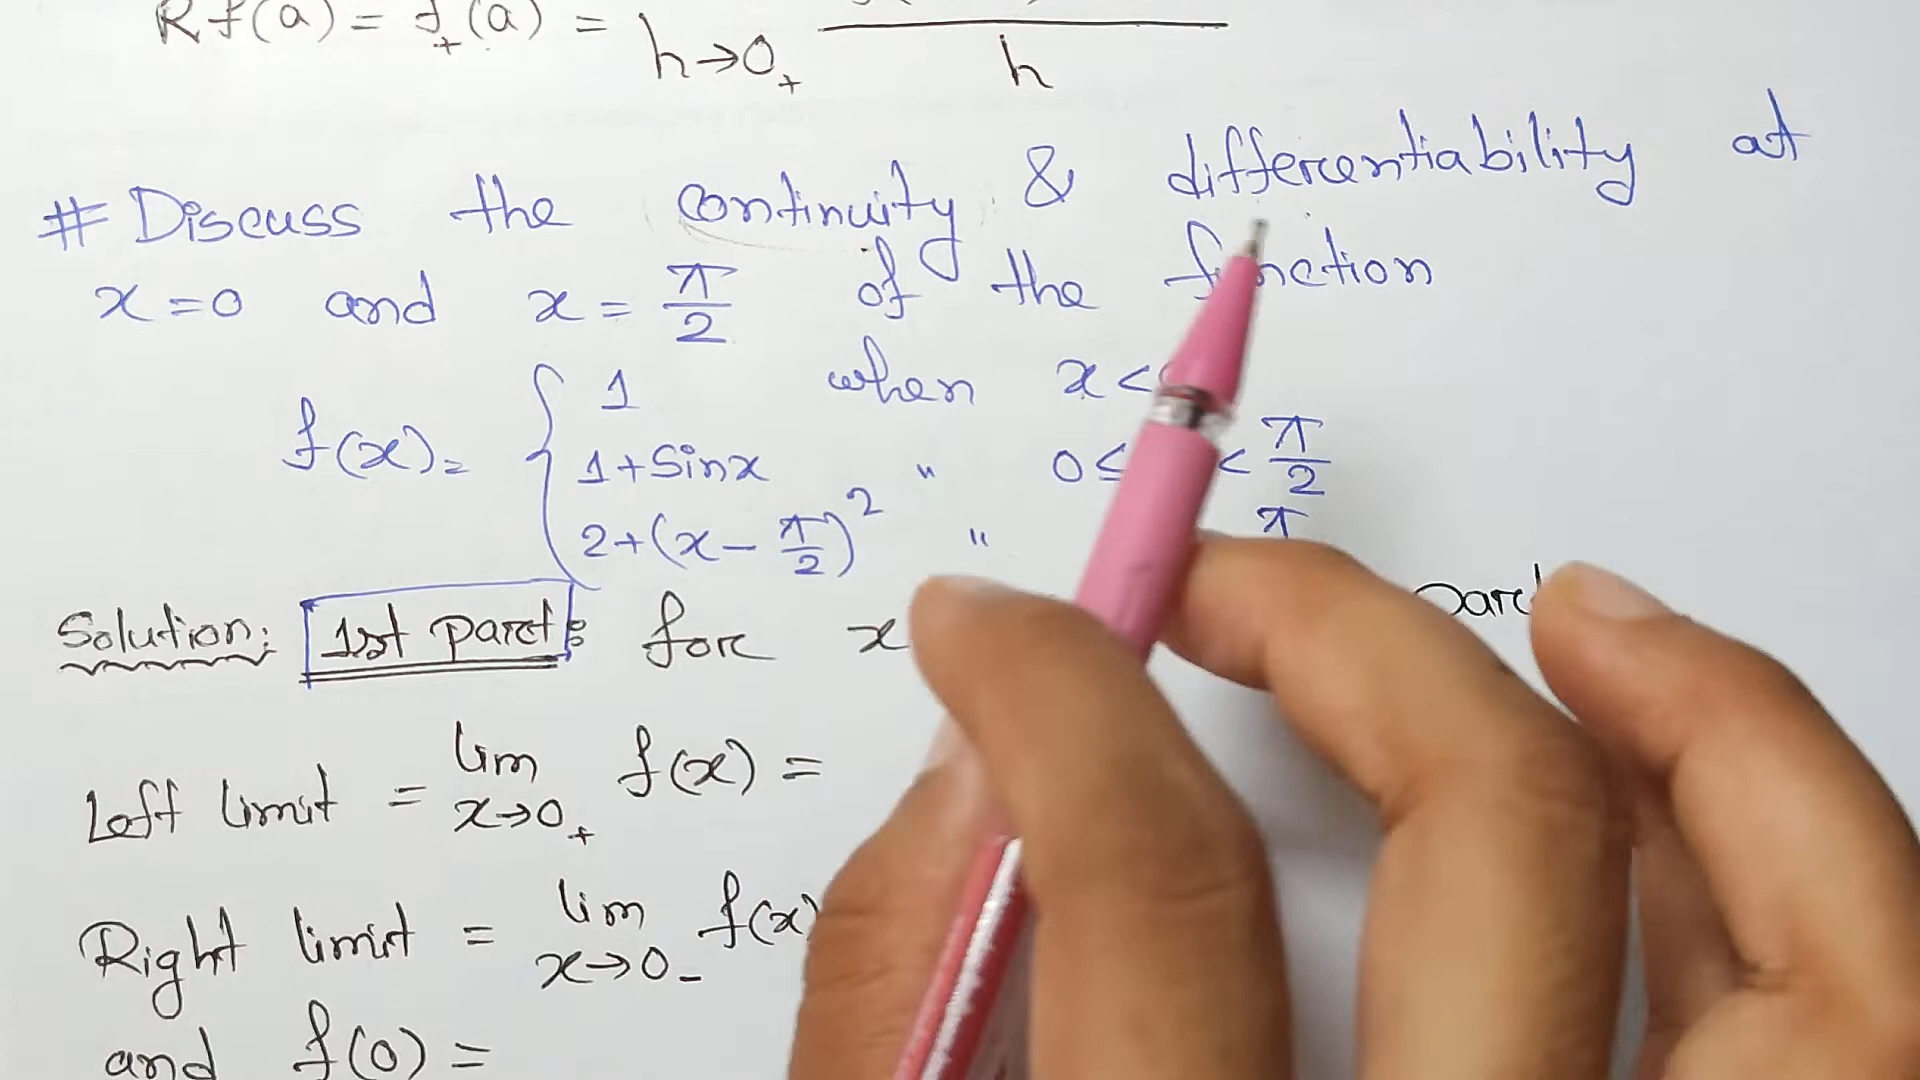 Rf(a) = f₊(a) = h→0₊ h
# Discuss the continuity & differentiability at
x=0 and x = π/2 of the function
f(x) = { 1 when x<
1+Sinx " 0≤ < π/2
2+(x-π/2)² " π
Solution: 1st part: for x part
Left limit = lim x→0₊ f(x) =
Right limit = lim x→0₋ f(x)
and f(0) =